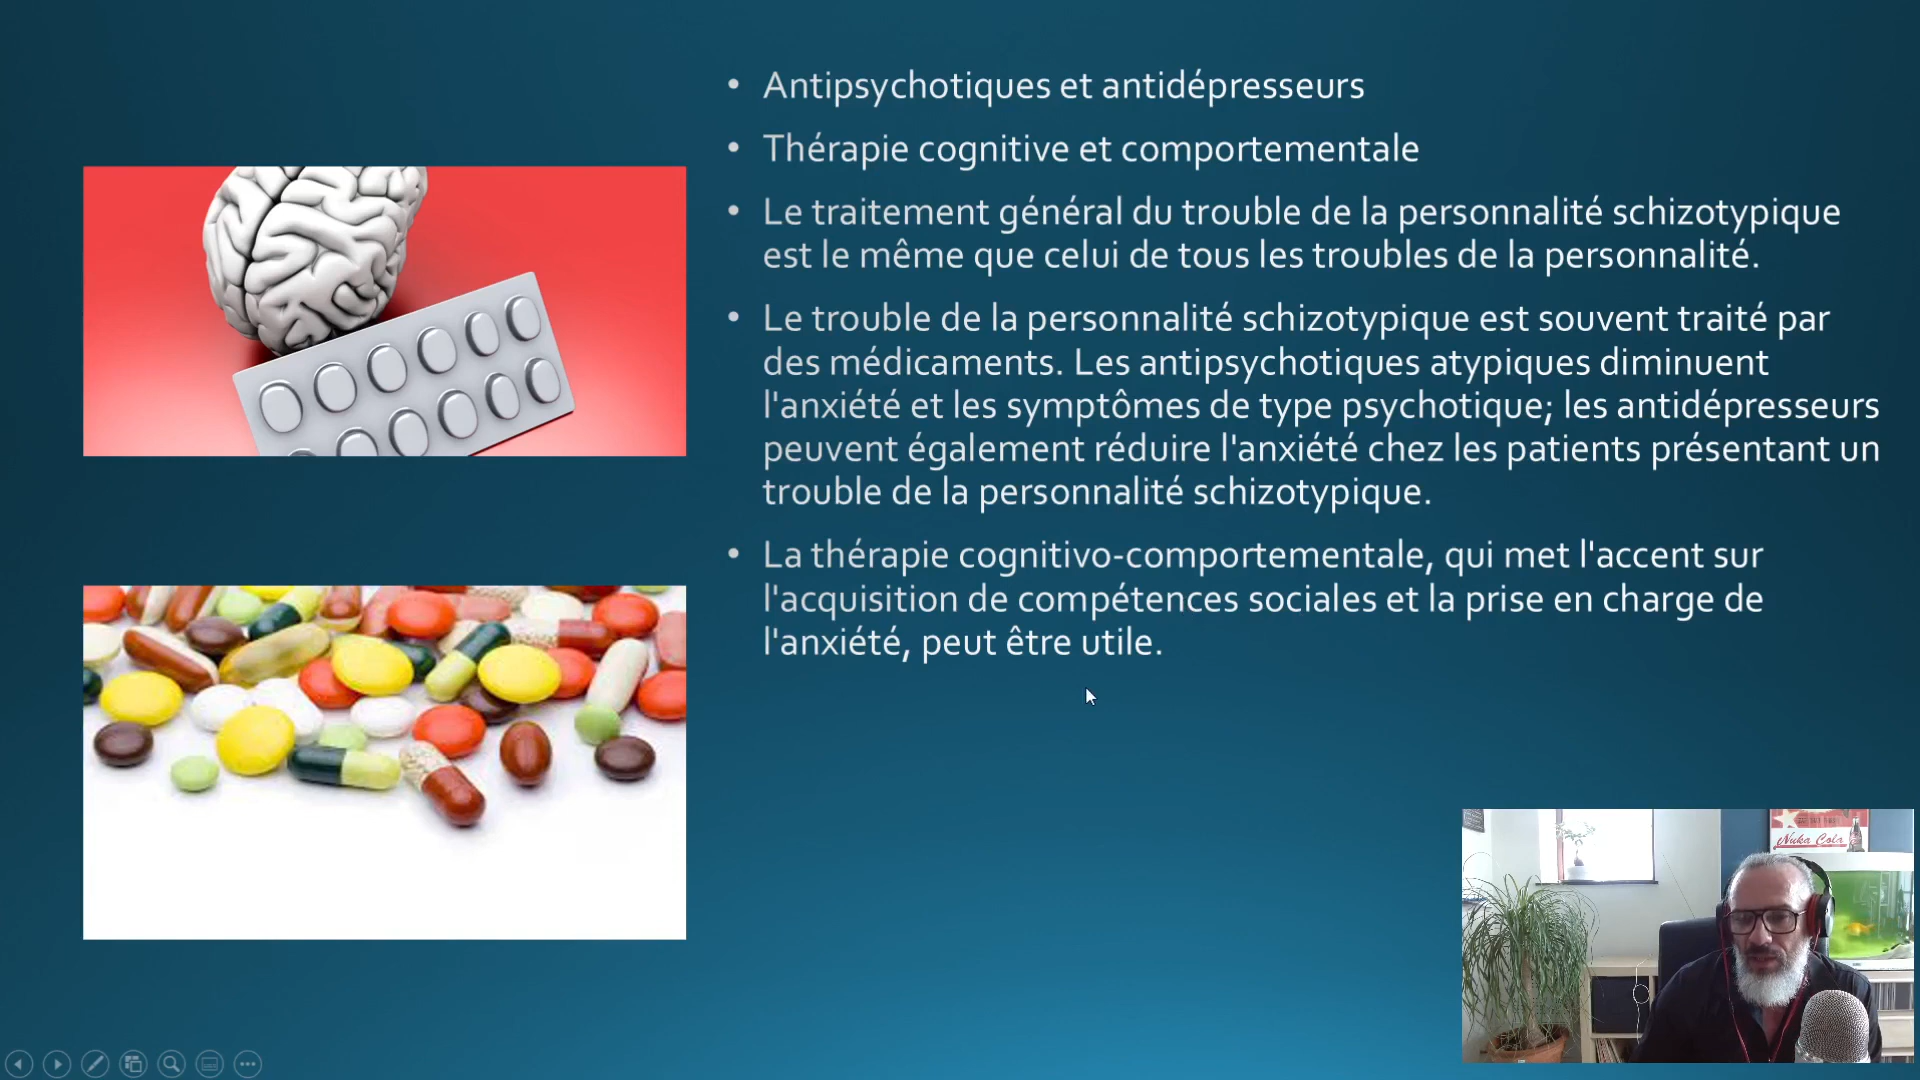 • Antipsychotiques et antidépresseurs
• Thérapie cognitive et comportementale
• Le traitement général du trouble de la personnalité schizotypique
est le même que celui de tous les troubles de la personnalité.
• Le trouble de la personnalité schizotypique est souvent traité par
des médicaments. Les antipsychotiques atypiques diminuent
l'anxiété et les symptômes de type psychotique; les antidépresseurs
peuvent également réduire l'anxiété chez les patients présentant un
trouble de la personnalité schizotypique.
• La thérapie cognitivo-comportementale, qui met l'accent sur
l'acquisition de compétences sociales et la prise en charge de
l'anxiété, peut être utile.
Nuka Cola